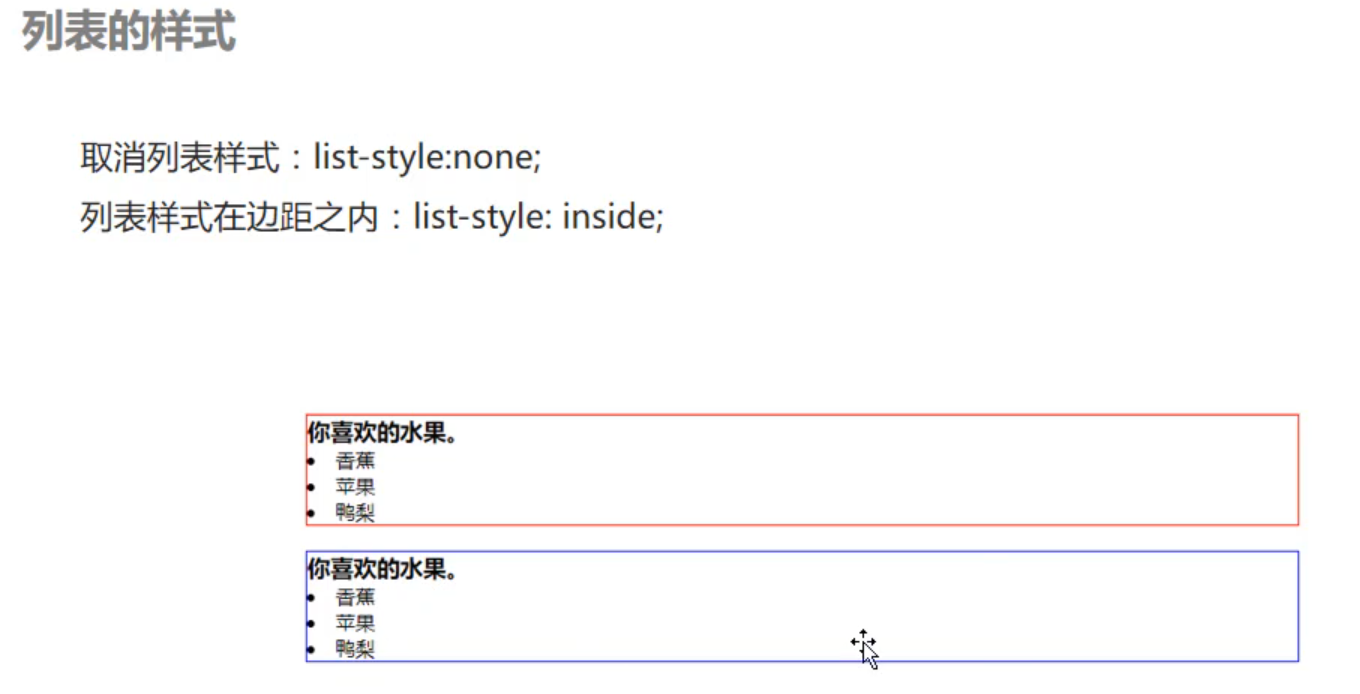 列表的样式
取消列表样式：list-style:none;
列表样式在边距之内：list-style: inside;
你喜欢的水果。
香蕉
苹果
鸭梨
你喜欢的水果。
香蕉
苹果
鸭梨